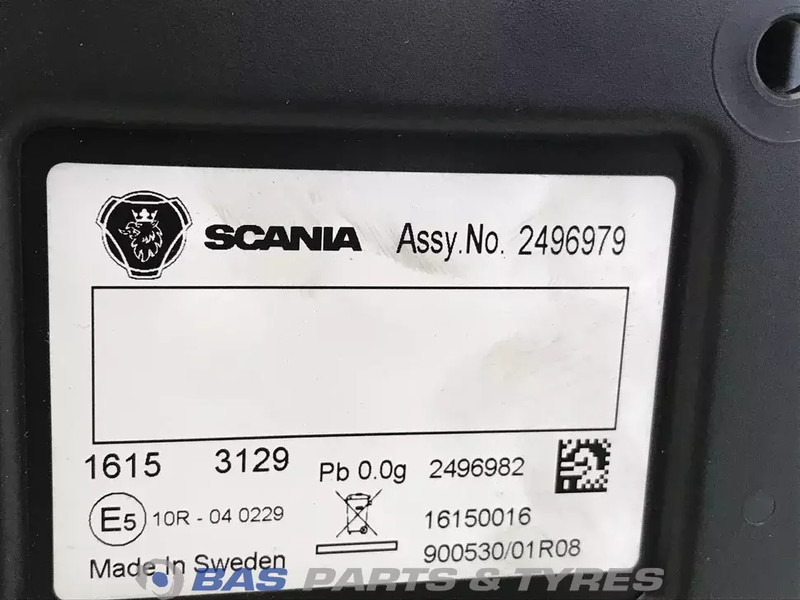 SCANIA Assy.No. 2496979
1615 3129 Pb 0.0g 2496982
E5 10R - 04 0229 16150016
Made In Sweden 900530/01R08
BAS PARTS & TYRES